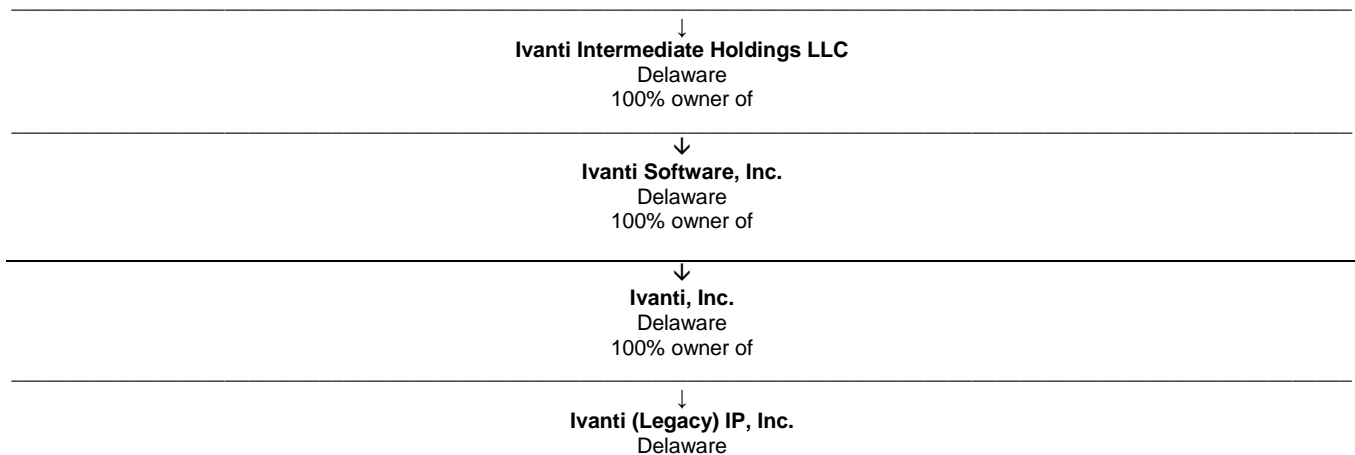 ↓
Ivanti Intermediate Holdings LLC
Delaware
100% owner of
↓
Ivanti Software, Inc.
Delaware
100% owner of
↓
Ivanti, Inc.
Delaware
100% owner of
↓
Ivanti (Legacy) IP, Inc.
Delaware